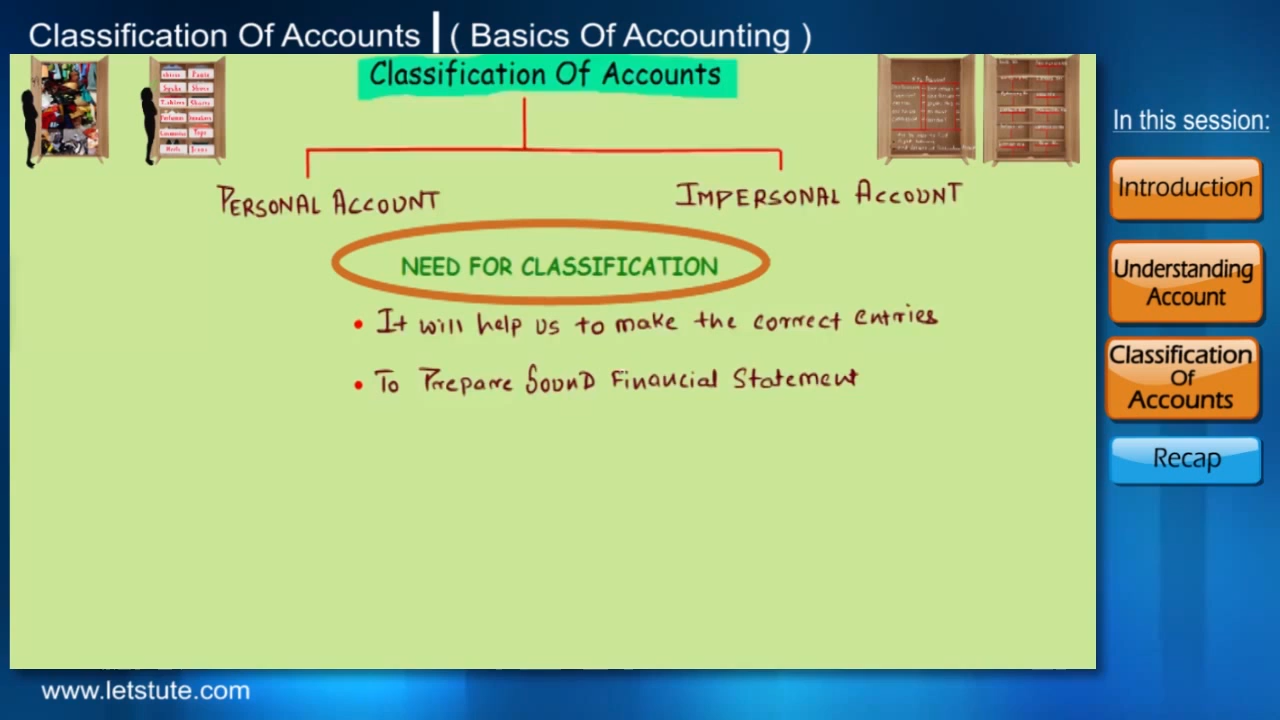 Classification Of Accounts | ( Basics Of Accounting )
Classification Of Accounts
PERSONAL ACCOUNT
IMPERSONAL ACCOUNT
NEED FOR CLASSIFICATION
• It will help us to make the correct entries
• To Prepare Sound Financial Statement
In this session:
Introduction
Understanding
Account
Classification
Of
Accounts
Recap
www.letstute.com